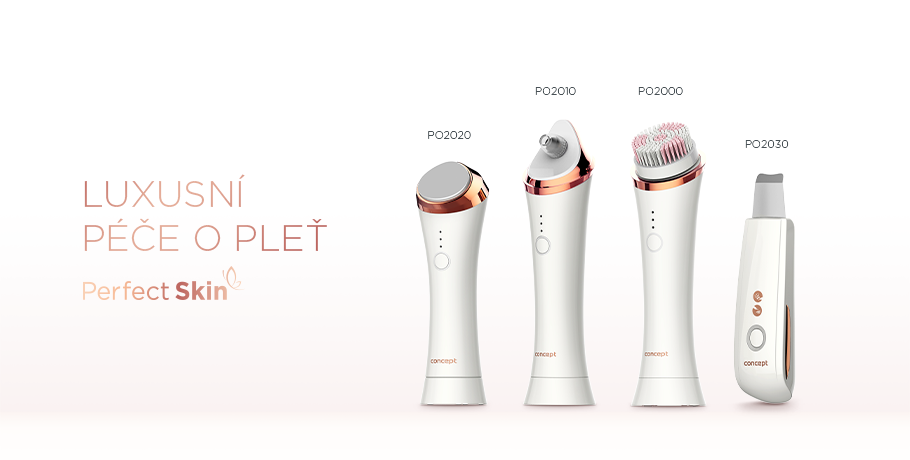 PO2010
PO2000
PO2020
PO2030
LUXUSNÍ
PÉČE O PLEŤ
Perfect Skin
concept
concept
concept
concept